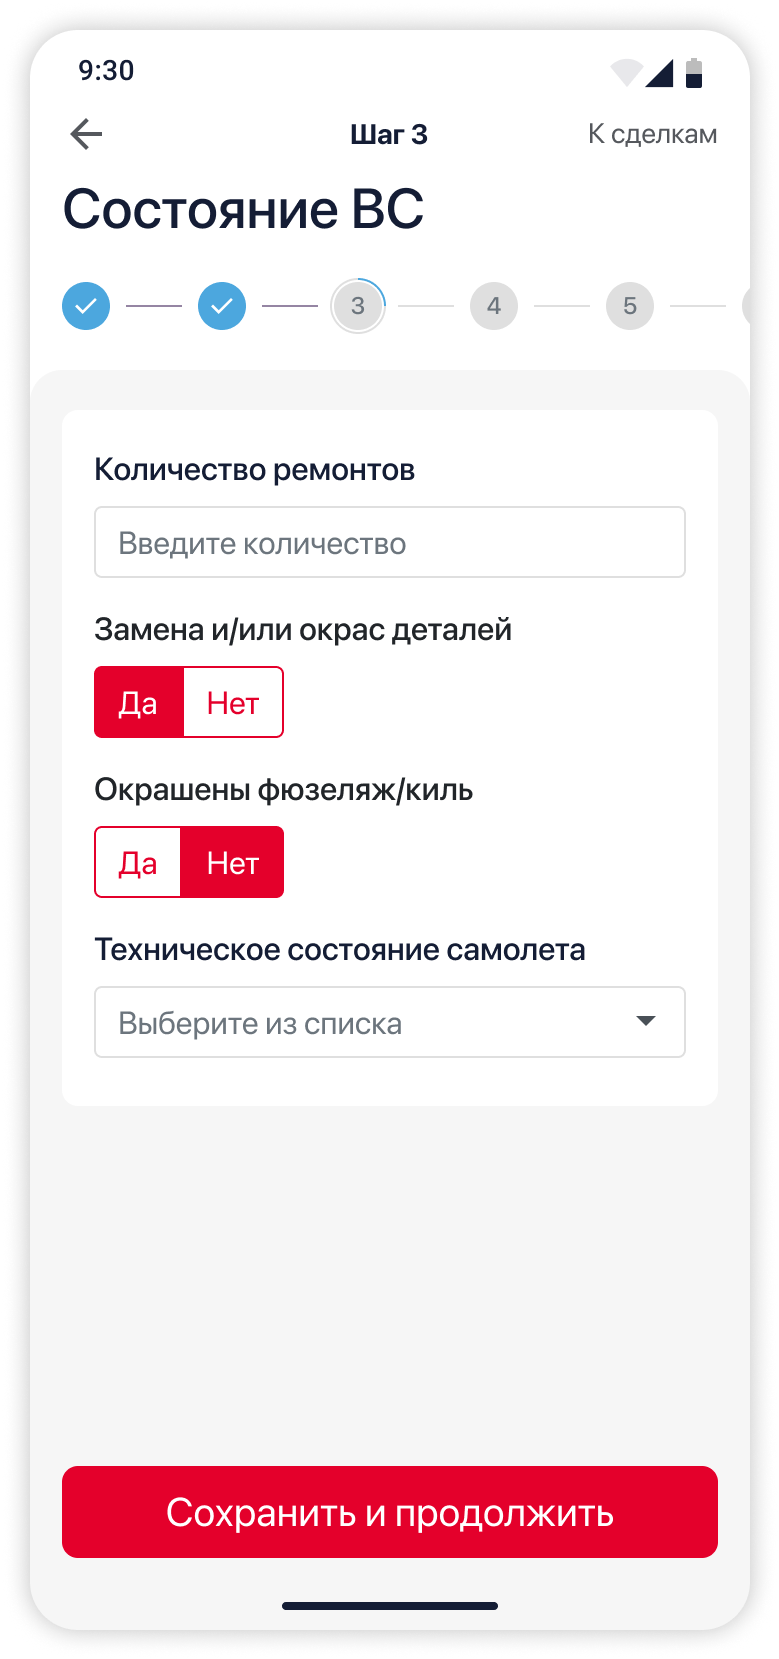 9:30
Шаг 3
К сделкам
Состояние ВС
3
4
5
Количество ремонтов
Введите количество
Замена и/или окрас деталей
Да
Нет
Окрашены фюзеляж/киль
Да
Нет
Техническое состояние самолета
Выберите из списка
Сохранить и продолжить